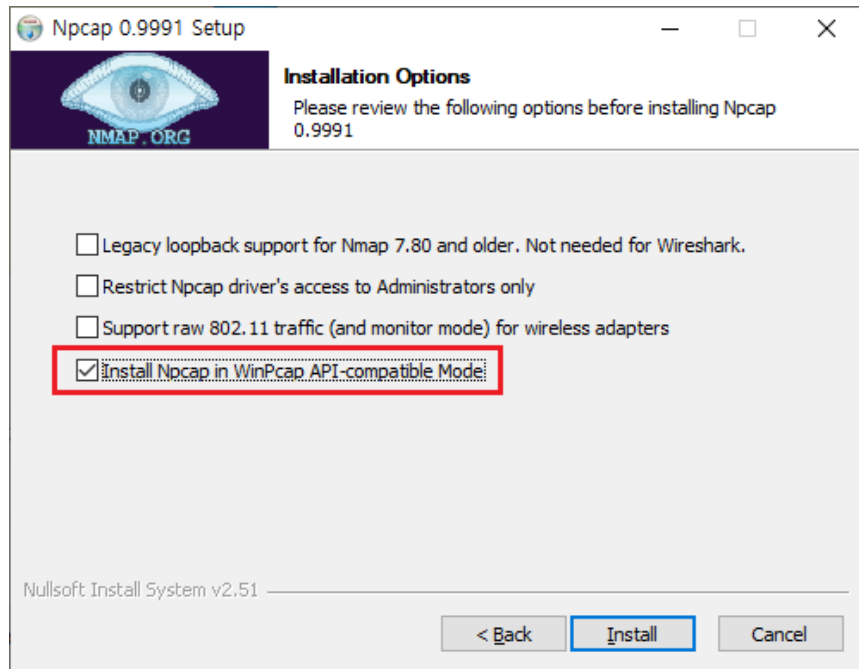 Npcap 0.9991 Setup
NMAP.ORG
Installation Options
Please review the following options before installing Npcap
0.9991
Legacy loopback support for Nmap 7.80 and older. Not needed for Wireshark.
Restrict Npcap driver's access to Administrators only
Support raw 802.11 traffic (and monitor mode) for wireless adapters
Install Npcap in WinPcap API-compatible Mode
Nullsoft Install System v2.51
< Back
Install
Cancel